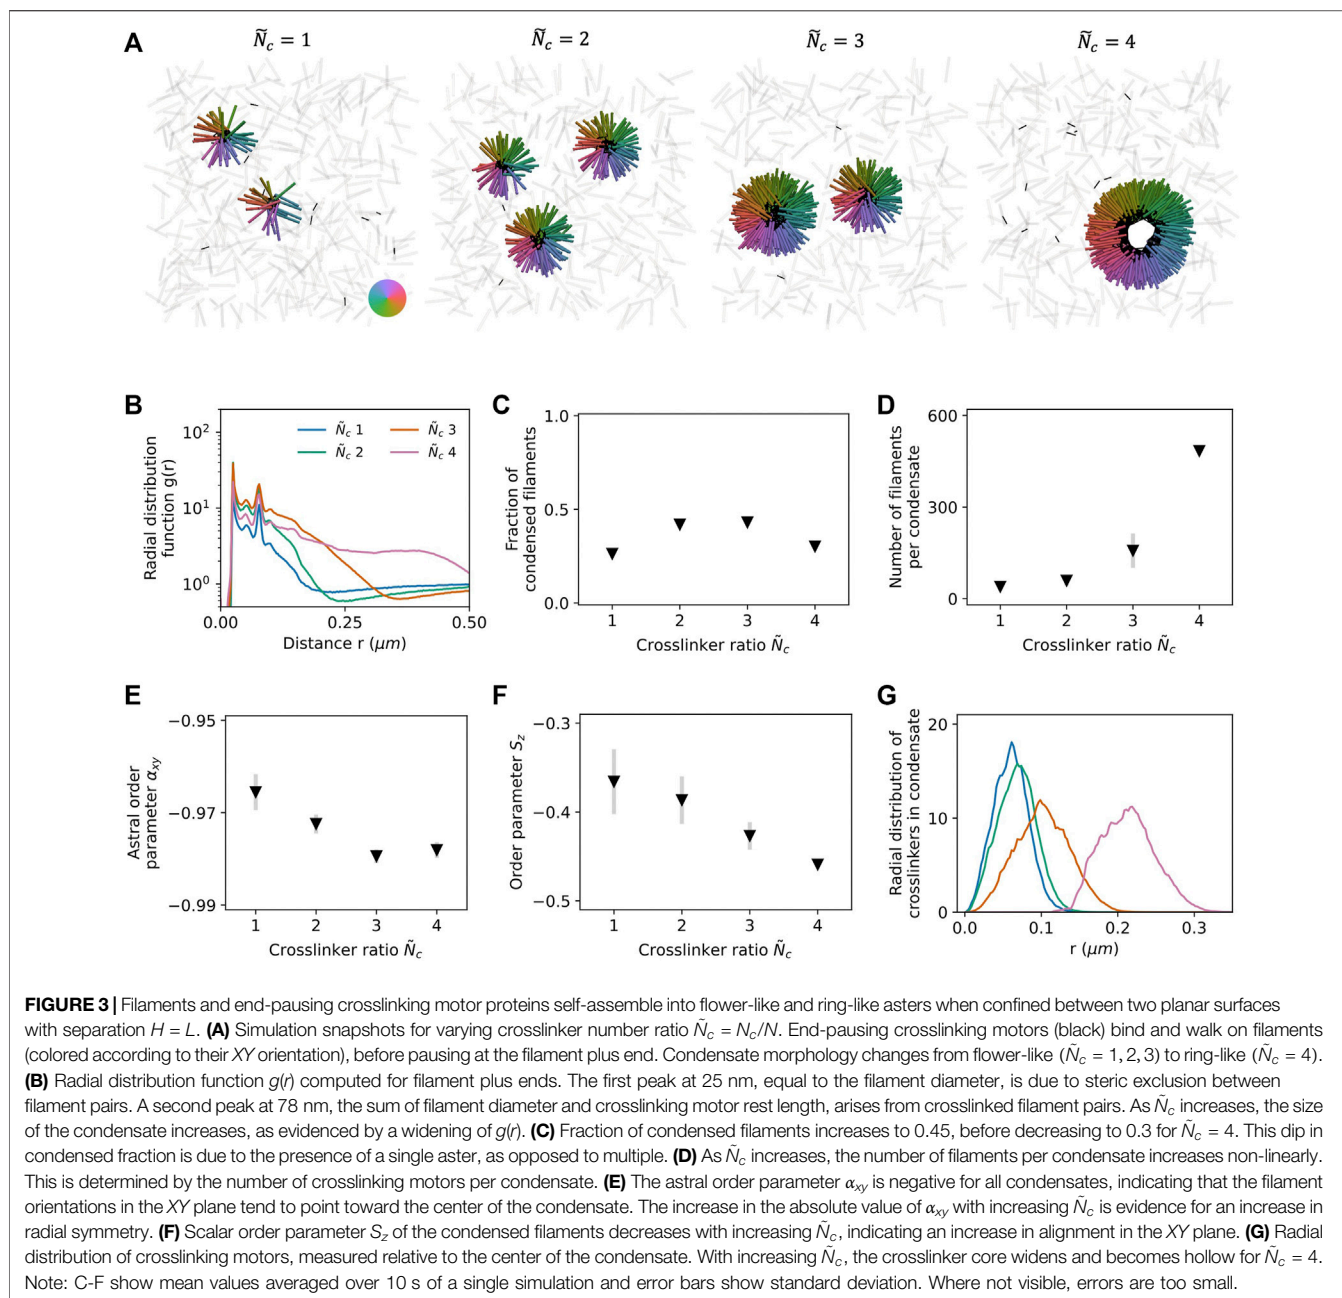 A
Ñc = 1
Ñc = 2
Ñc = 3
Ñc = 4
B
Radial distribution
function g(r)
10²
10¹
10⁰
Ñc 1
Ñc 2
Ñc 3
Ñc 4
0.00
0.25
0.50
Distance r (μm)
C
Fraction of
condensed filaments
1.0
0.5
0.0
1 2 3 4
Crosslinker ratio Ñc
D
Number of filaments
per condensate
600
300
0
1 2 3 4
Crosslinker ratio Ñc
E
Astral order
parameter αxy
−0.95
−0.97
−0.99
1 2 3 4
Crosslinker ratio Ñc
F
Order parameter Sz
−0.3
−0.4
−0.5
1 2 3 4
Crosslinker ratio Ñc
G
Radial distribution of
crosslinkers in condensate
20
10
0
0.0 0.1 0.2 0.3
r (μm)
FIGURE 3 | Filaments and end-pausing crosslinking motor proteins self-assemble into flower-like and ring-like asters when confined between two planar surfaces
with separation H = L. (A) Simulation snapshots for varying crosslinker number ratio Ñc = Nc/N. End-pausing crosslinking motors (black) bind and walk on filaments
(colored according to their XY orientation), before pausing at the filament plus end. Condensate morphology changes from flower-like (Ñc = 1, 2, 3) to ring-like (Ñc = 4).
(B) Radial distribution function g(r) computed for filament plus ends. The first peak at 25 nm, equal to the filament diameter, is due to steric exclusion between
filament pairs. A second peak at 78 nm, the sum of filament diameter and crosslinking motor rest length, arises from crosslinked filament pairs. As Ñc increases, the size
of the condensate increases, as evidenced by a widening of g(r). (C) Fraction of condensed filaments increases to 0.45, before decreasing to 0.3 for Ñc = 4. This dip in
condensed fraction is due to the presence of a single aster, as opposed to multiple. (D) As Ñc increases, the number of filaments per condensate increases non-linearly.
This is determined by the number of crosslinking motors per condensate. (E) The astral order parameter αxy is negative for all condensates, indicating that the filament
orientations in the XY plane tend to point toward the center of the condensate. The increase in the absolute value of αxy with increasing Ñc is evidence for an increase in
radial symmetry. (F) Scalar order parameter Sz of the condensed filaments decreases with increasing Ñc, indicating an increase in alignment in the XY plane. (G) Radial
distribution of crosslinking motors, measured relative to the center of the condensate. With increasing Ñc, the crosslinker core widens and becomes hollow for Ñc = 4.
Note: C-F show mean values averaged over 10 s of a single simulation and error bars show standard deviation. Where not visible, errors are too small.